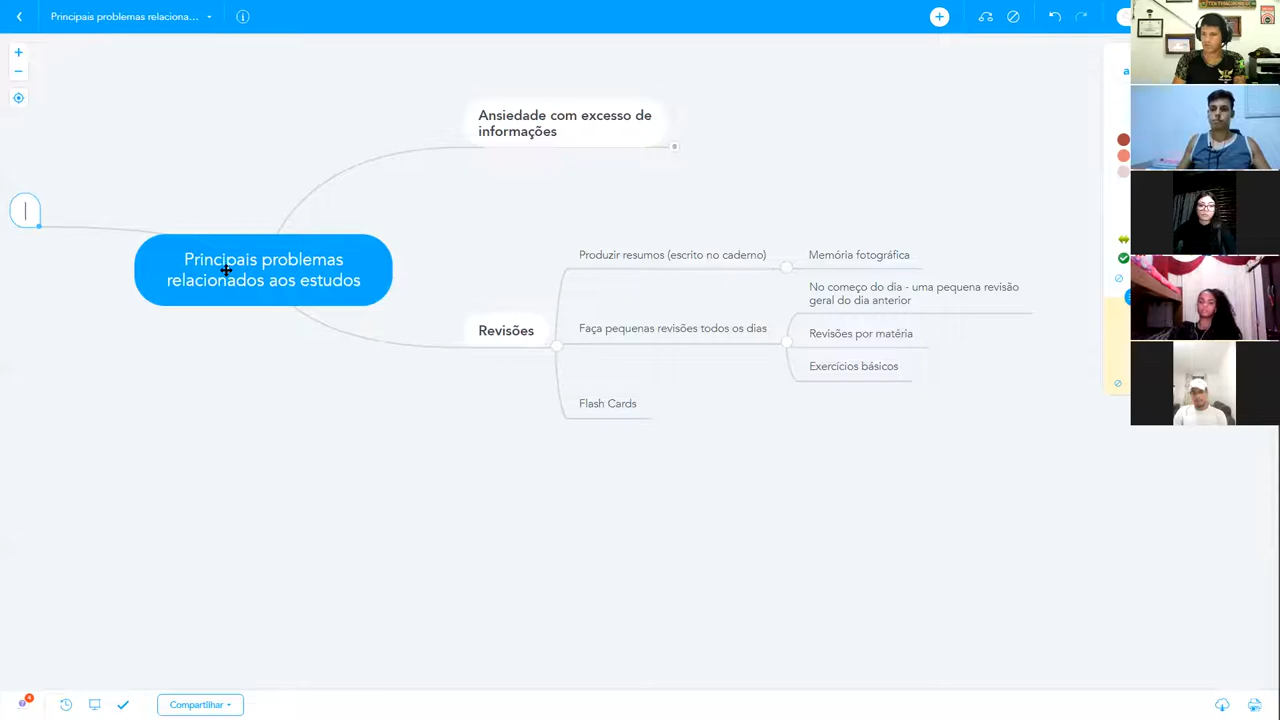 Principais problemas relaciona...
Ansiedade com excesso de
informações
Principais problemas
relacionados aos estudos
Produzir resumos (escrito no caderno)
Memória fotográfica
No começo do dia - uma pequena revisão
geral do dia anterior
Revisões
Faça pequenas revisões todos os dias
Revisões por matéria
Exercícios básicos
Flash Cards
4
Compartilhar